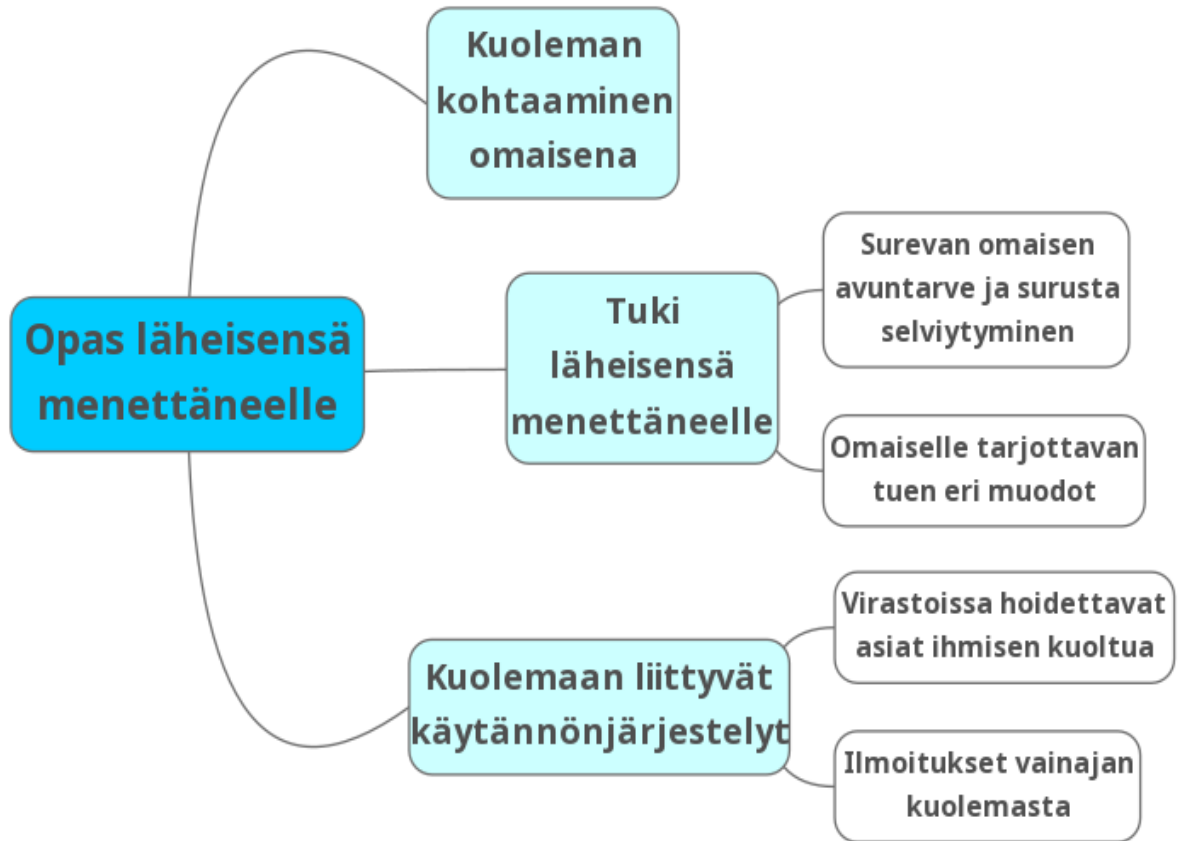 Kuoleman
kohtaaminen
omaisena
Surevan omaisen
avuntarve ja surusta
selviytyminen
Opas läheisensä
menettäneelle
Tuki
läheisensä
menettäneelle
Omaiselle tarjottavan
tuen eri muodot
Virastoissa hoidettavat
asiat ihmisen kuoltua
Kuolemaan liittyvät
käytännönjärjestelyt
Ilmoitukset vainajan
kuolemasta